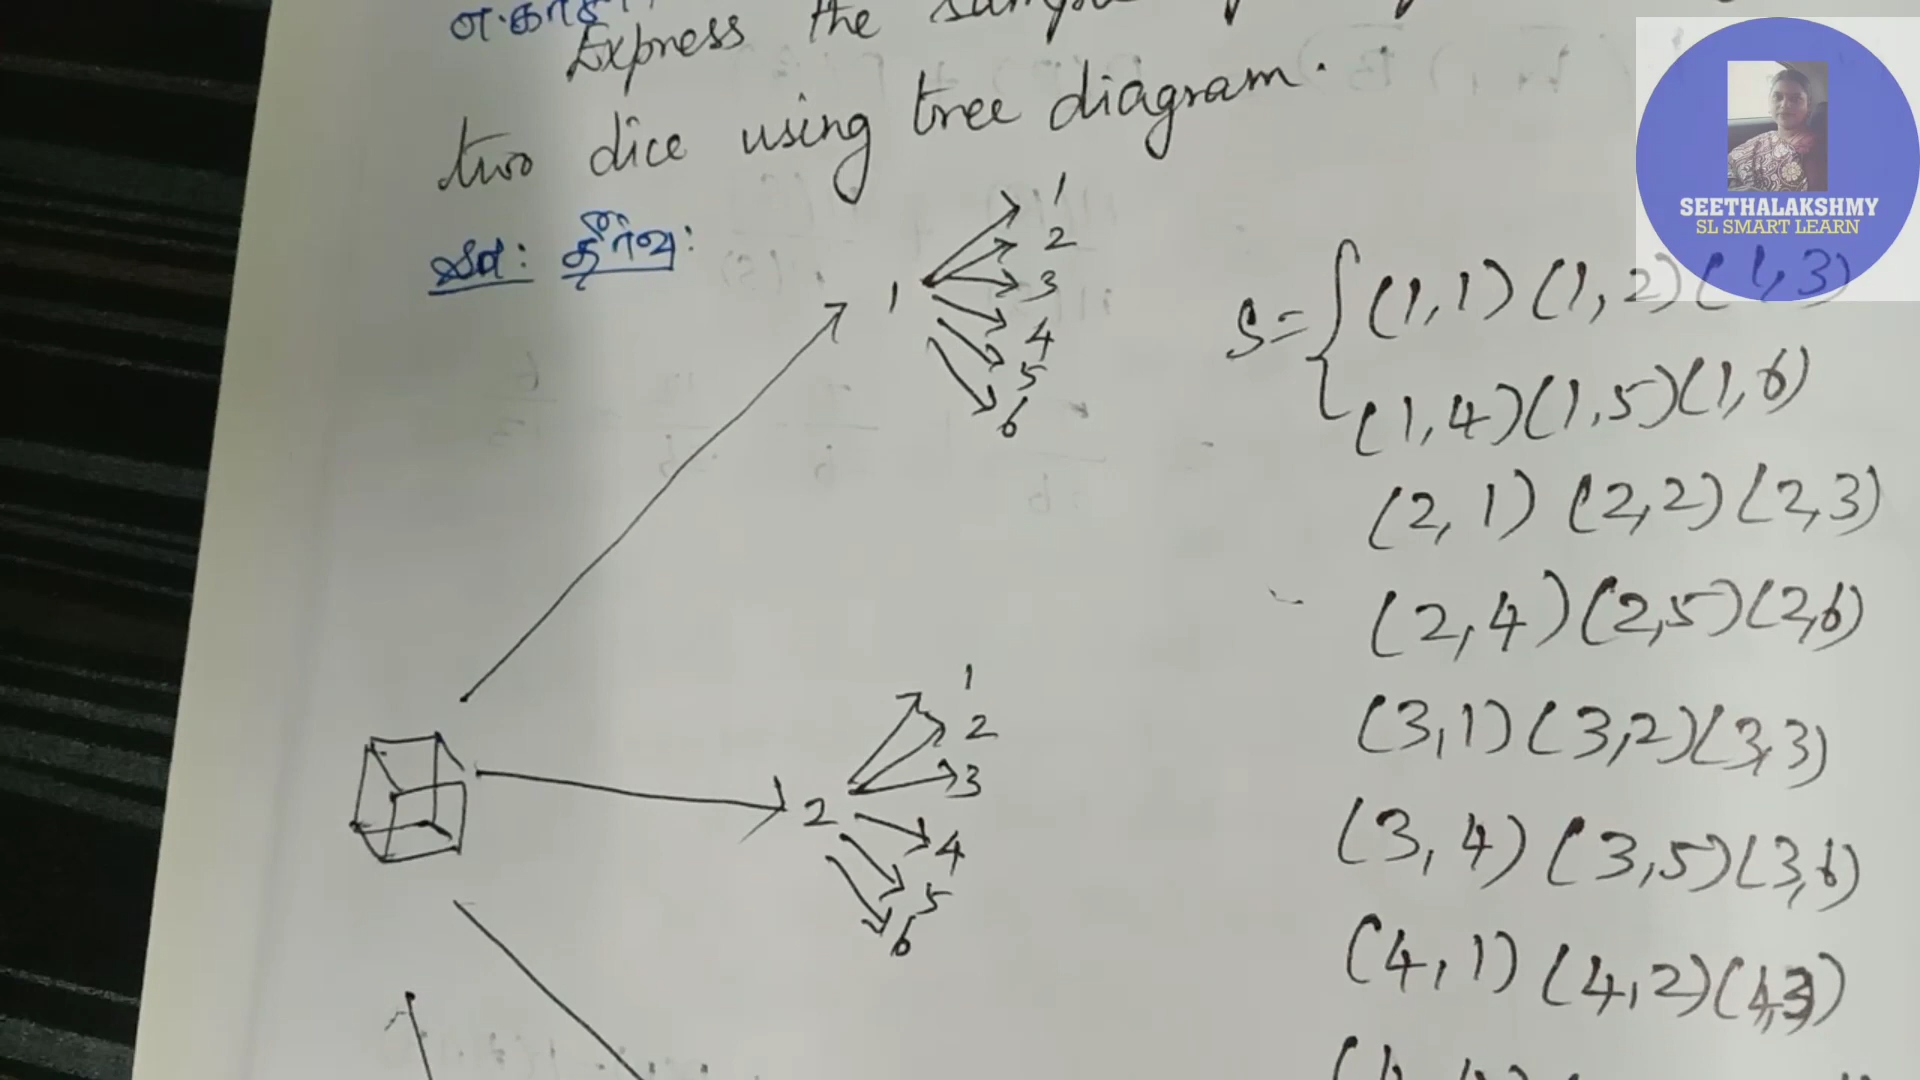 எ.கா
Express the sample
two dice using tree diagram.
Sol: தீர்வு:
1
1
2
3
4
5
6
2
1
2
3
4
5
6
S = { (1,1) (1,2) (1,3)
(1,4) (1,5) (1,6)
(2,1) (2,2) (2,3)
(2,4) (2,5) (2,6)
(3,1) (3,2) (3,3)
(3,4) (3,5) (3,6)
(4,1) (4,2) (4,3)
SEETHALAKSHMY
SL SMART LEARN